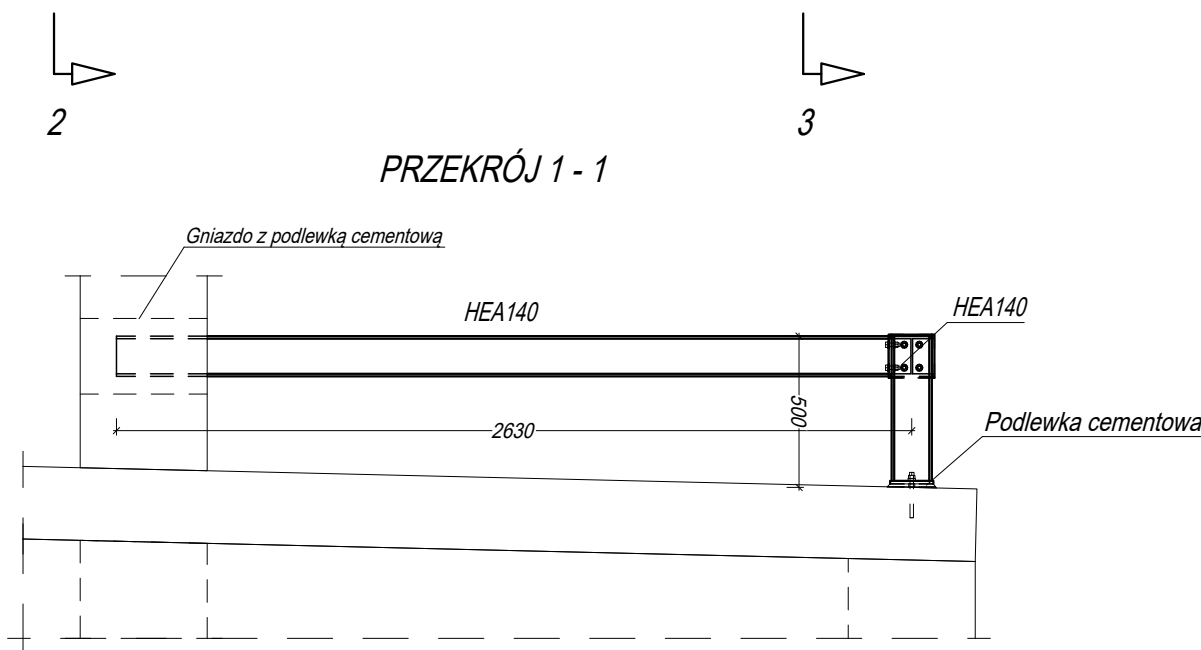 2
3
PRZEKRÓJ 1 - 1
Gniazdo z podlewką cementową
HEA140
HEA140
500
Podlewka cementowa
2630